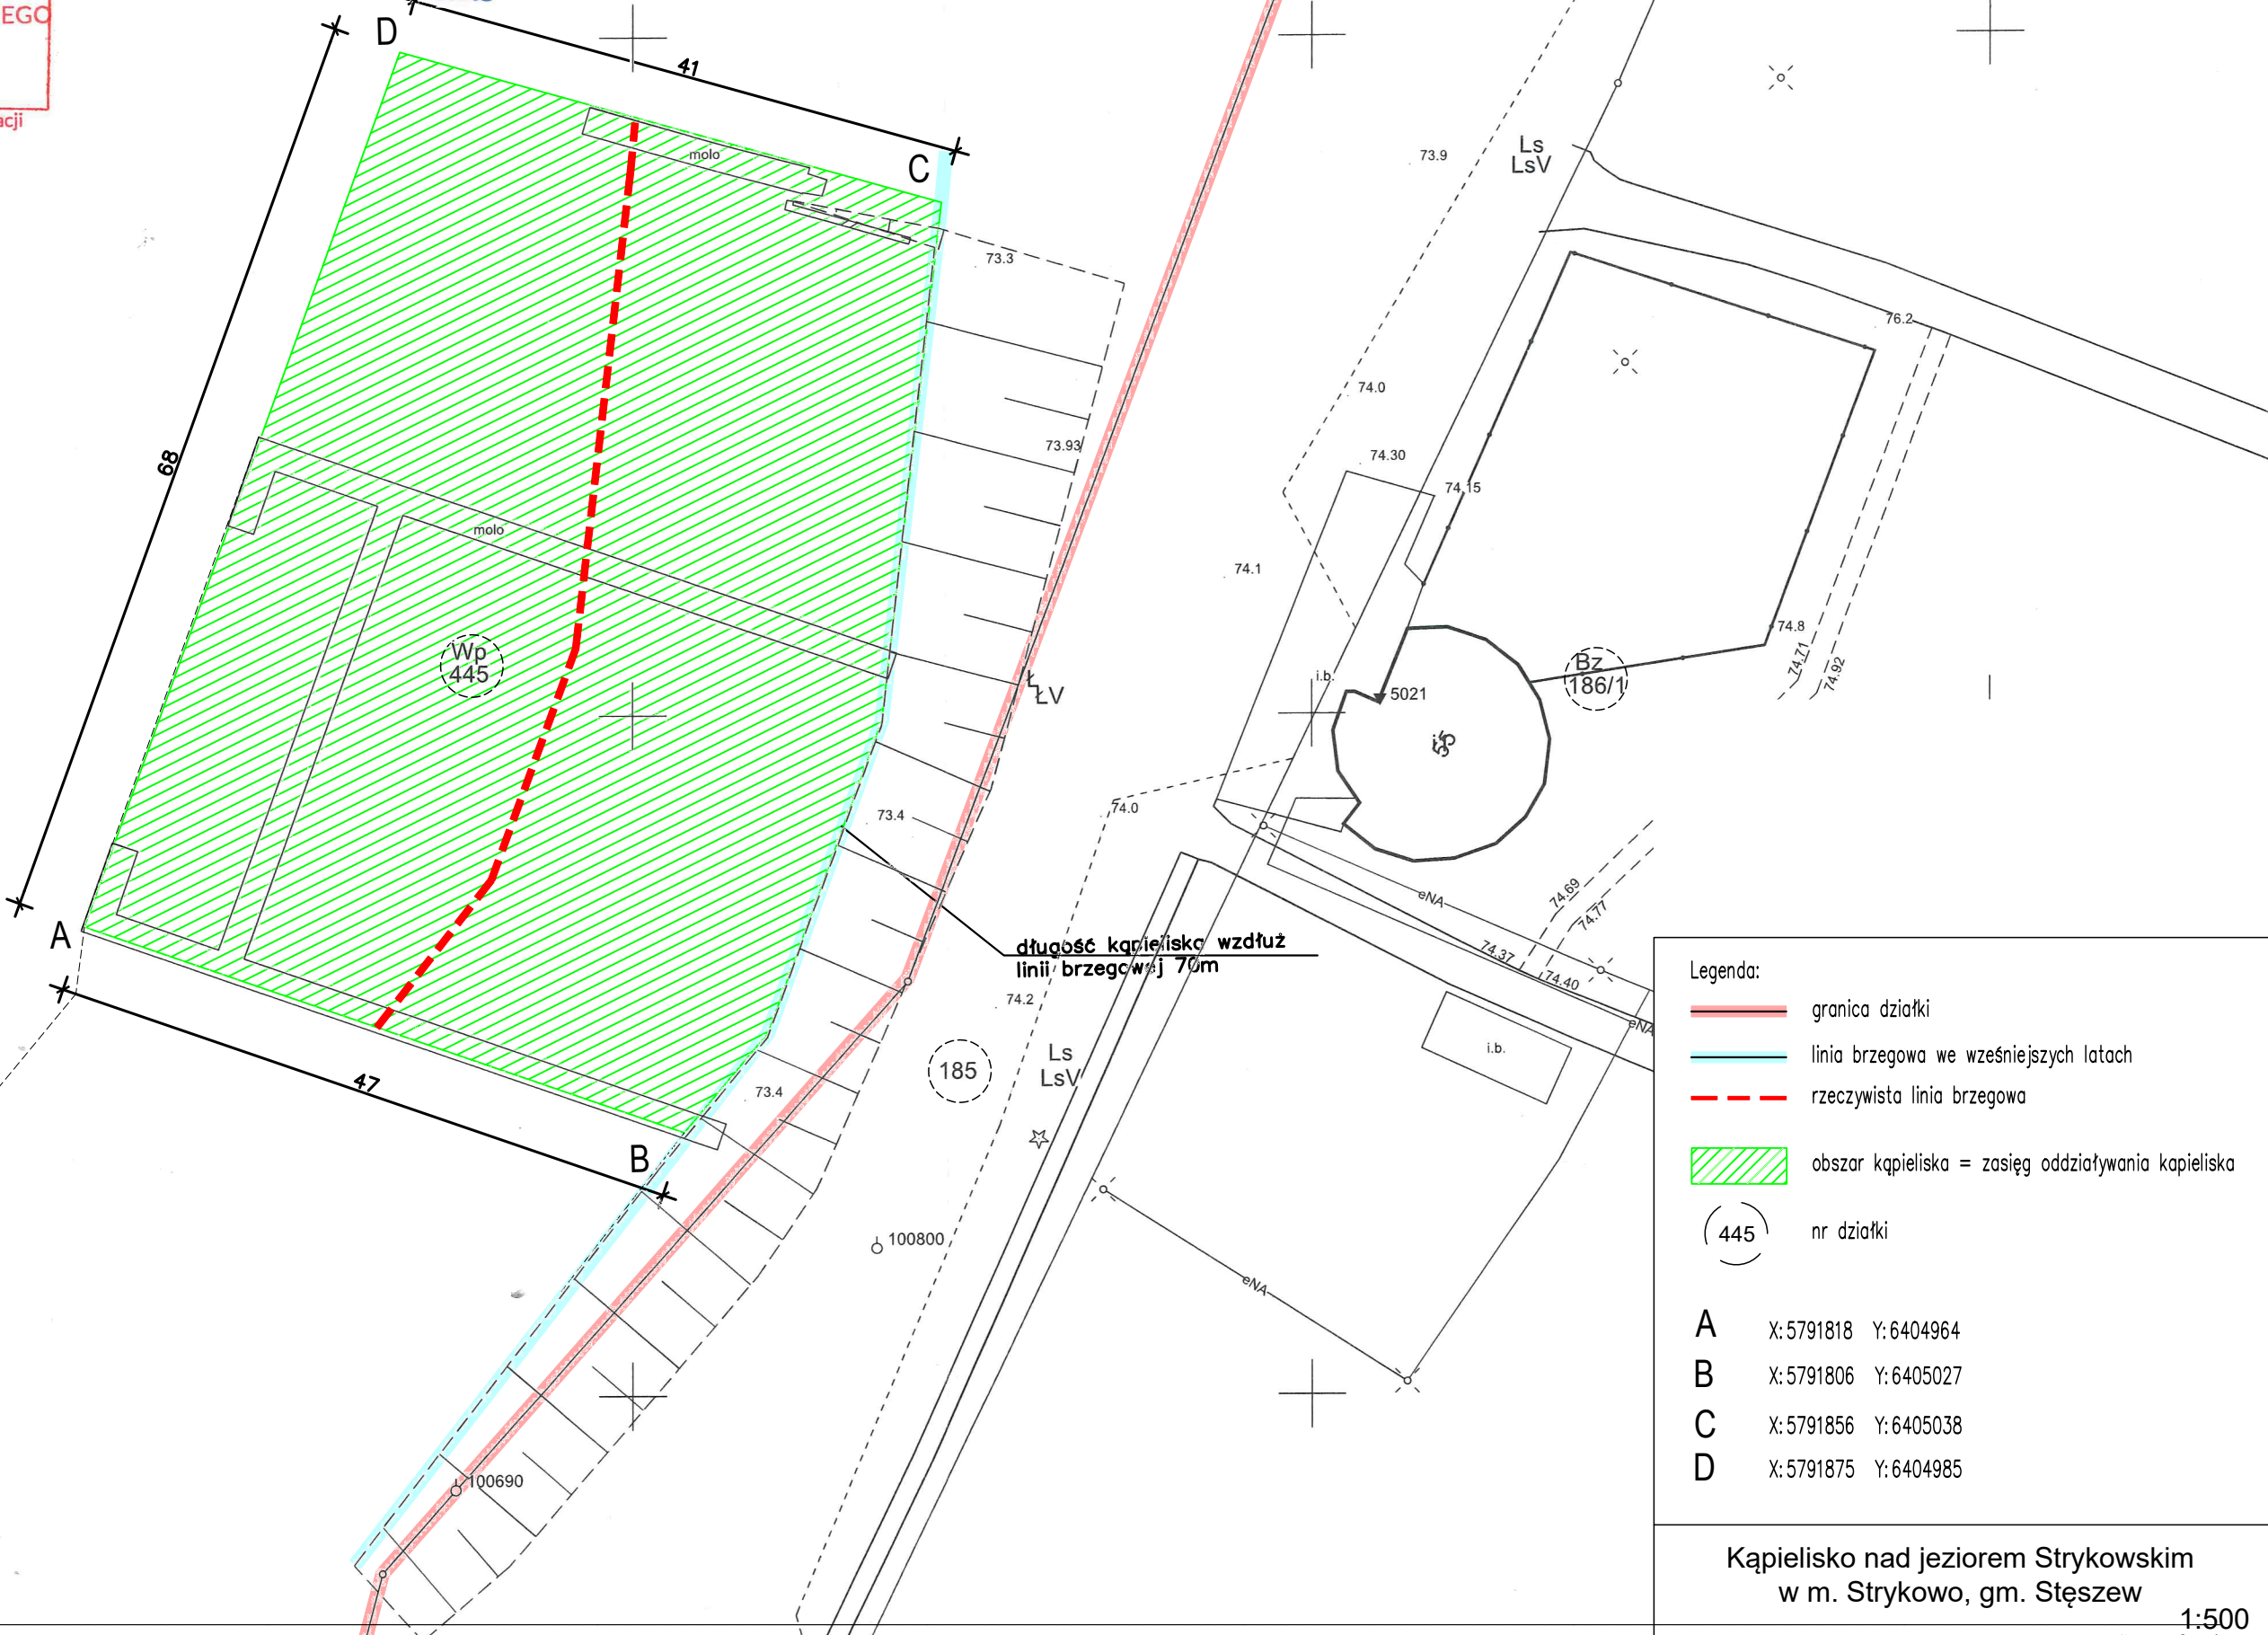 EGO
acji
D
41
C
68
molo
molo
Wp
445
A
47
B
73.3
73.93
73.4
73.4
Ł
ŁV
73.9
Ls
LsV
74.0
74.30
74.15
74.1
76.2
74.8
74.71
74.92
i.b.
5021
Bz
186/1
74.0
eNA
74.69
74.77
74.37
74.40
eNA
i.b.
długość kąpieliska wzdłuż
linii brzegowej 70m
74.2
185
Ls
LsV
100800
eNA
100690
Legenda:
granica działki
linia brzegowa we wześniejszych latach
rzeczywista linia brzegowa
obszar kąpieliska = zasięg oddziaływania kapieliska
445 nr działki
A X:5791818 Y:6404964
B X:5791806 Y:6405027
C X:5791856 Y:6405038
D X:5791875 Y:6404985
Kąpielisko nad jeziorem Strykowskim
w m. Strykowo, gm. Stęszew
1:500